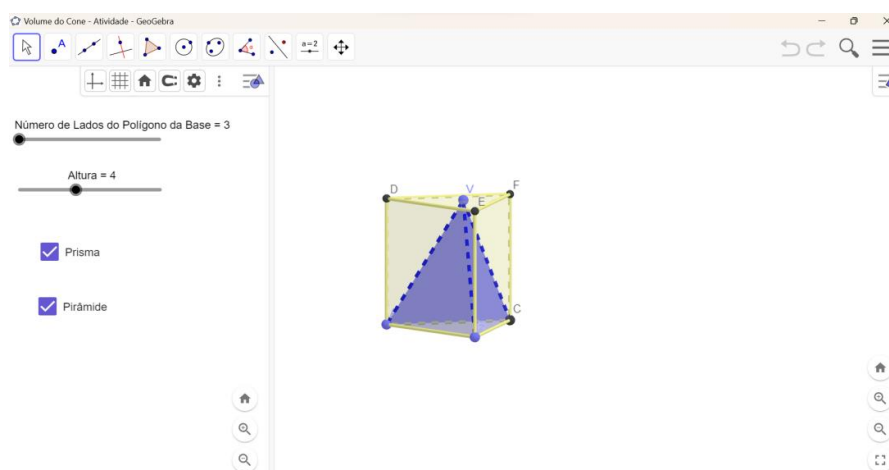 Volume do Cone - Atividade - GeoGebra
A
a=2
Número de Lados do Polígono da Base = 3
Altura = 4
Prisma
Pirâmide
D
V
F
E
C